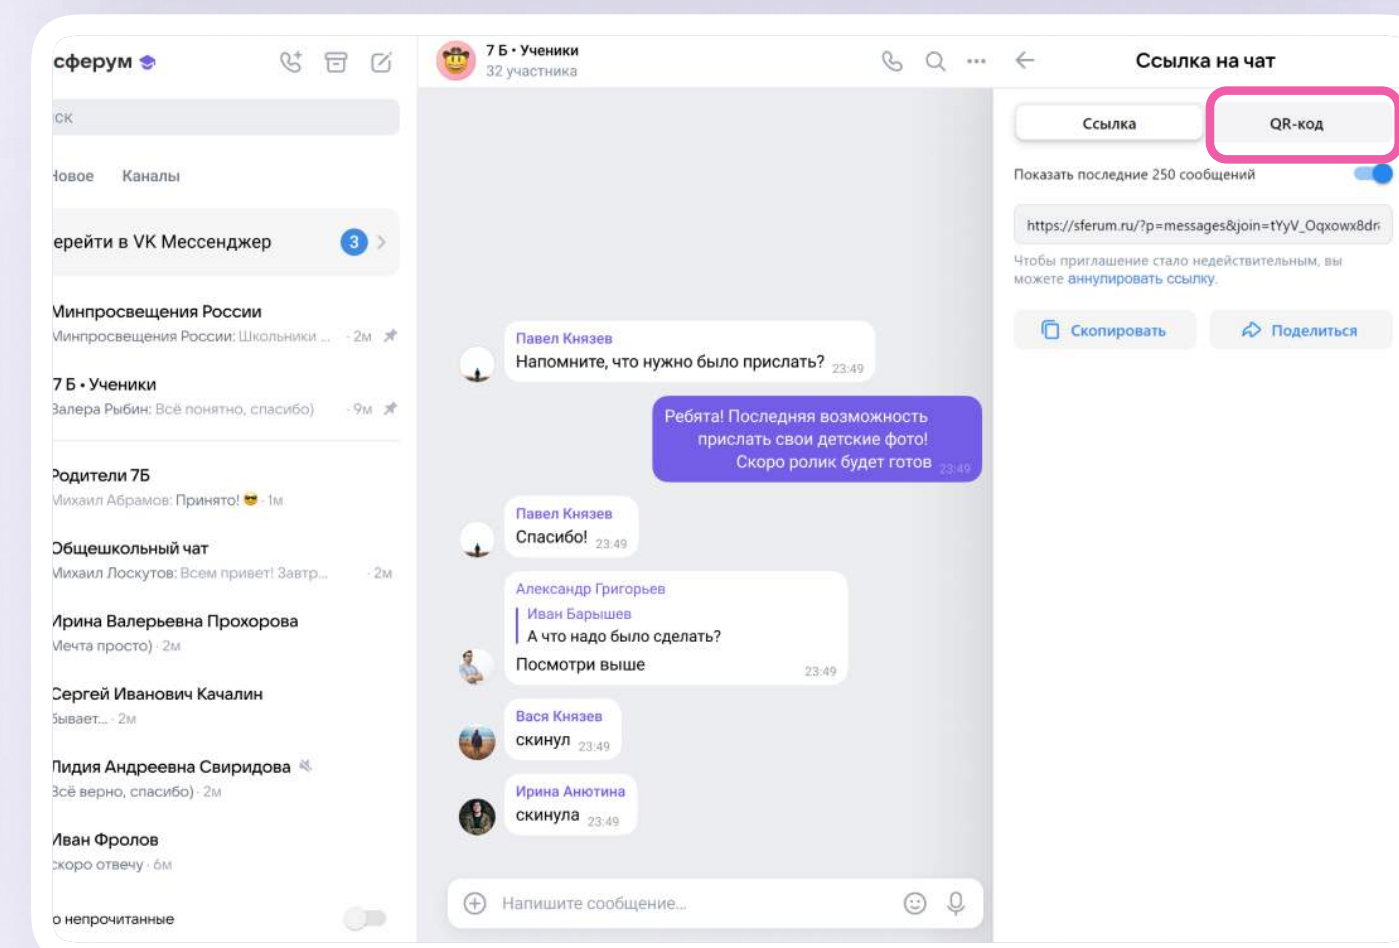 сферум
ск
Новое Каналы
ерейти в VK Мессенджер 3
Минпросвещения России
Минпросвещения России: Школьники ... · 2м
7 Б • Ученики
Валера Рыбин: Всё понятно, спасибо) · 9м
Родители 7Б
Михаил Абрамов: Принято! 😎 · 1м
Общешкольный чат
Михаил Лоскутов: Всем привет! Завтр... · 2м
Ирина Валерьевна Прохорова
Мечта просто) · 2м
Сергей Иванович Качалин
бывает... · 2м
Лидия Андреевна Свиридова
Всё верно, спасибо) · 2м
Иван Фролов
скоро отвечу · 6м
о непрочитанные
7 Б • Ученики
32 участника
Павел Князев
Напомните, что нужно было прислать? 23:49
Ребята! Последняя возможность
прислать свои детские фото!
Скоро ролик будет готов 23:49
Павел Князев
Спасибо! 23:49
Александр Григорьев
Иван Барышев
А что надо было сделать?
Посмотри выше 23:49
Вася Князев
скинул 23:49
Ирина Анютина
скинула 23:49
Напишите сообщение...
Ссылка на чат
Ссылка QR-код
Показать последние 250 сообщений
https://sferum.ru/?p=messages&join=tYyV_Oqxowx8dr
Чтобы приглашение стало недействительным, вы
можете аннулировать ссылку.
Скопировать Поделиться